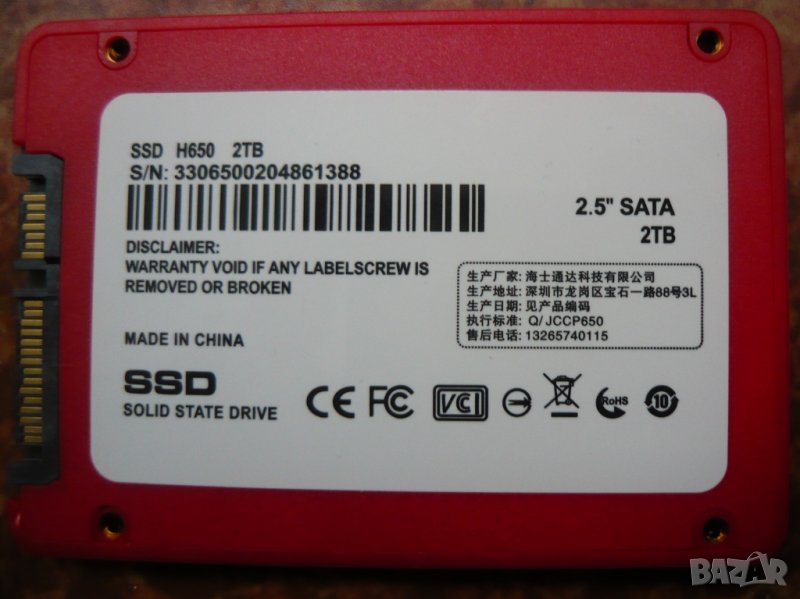 SSD H650 2TB
S/N: 3306500204861388
2.5" SATA
2TB
DISCLAIMER:
WARRANTY VOID IF ANY LABELSCREW IS
REMOVED OR BROKEN
生产厂家: 海士通达科技有限公司
生产地址: 深圳市龙岗区宝石一路88号3L
生产日期: 见产品编码
执行标准: Q/JCCP650
售后电话: 13265740115
MADE IN CHINA
SSD
SOLID STATE DRIVE
CE FC VCI RoHS 10
BAZAR